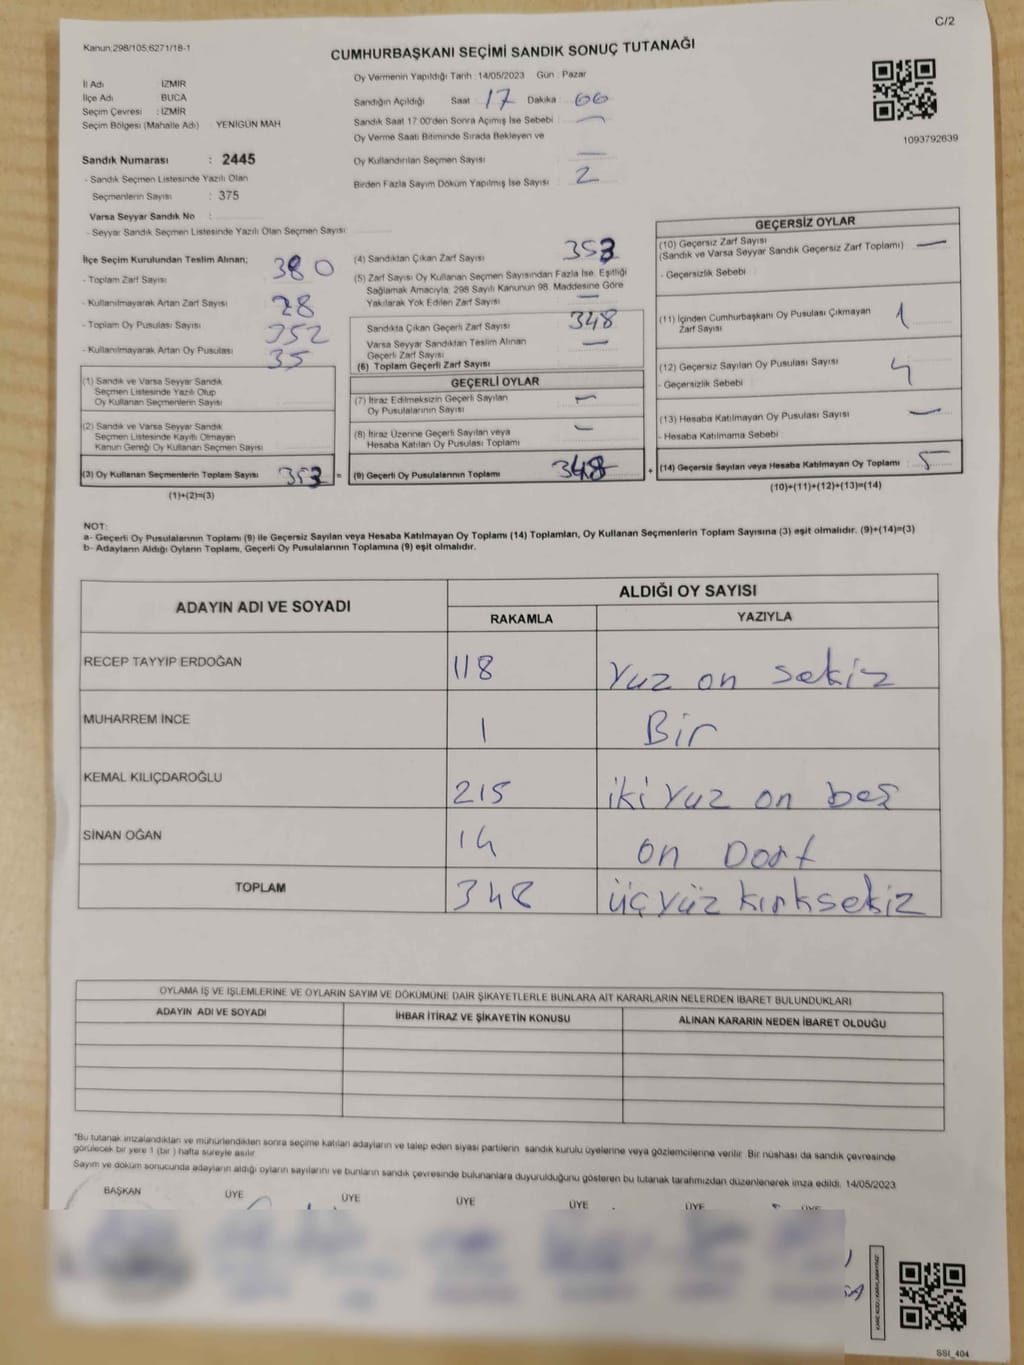 C/2
Kanun;298/105;6271/18-1
CUMHURBAŞKANI SEÇİMİ SANDIK SONUÇ TUTANAĞI
İl Adı İZMİR
İlçe Adı BUCA
Seçim Çevresi : İZMİR
Seçim Bölgesi (Mahalle Adı) : YENİGÜN MAH
Sandık Numarası : 2445
- Sandık Seçmen Listesinde Yazılı Olan
Seçmenlerin Sayısı : 375
Varsa Seyyar Sandık No :
- Seyyar Sandık Seçmen Listesinde Yazılı Olan Seçmen Sayısı
Oy Vermenin Yapıldığı Tarih : 14/05/2023 Gün : Pazar
Sandığın Açıldığı Saat : 17 Dakika : 00
Sandık Saat 17:00'den Sonra Açmış İse Sebebi : —
Oy Verme Saati Bitiminde Sırada Bekleyen ve
Oy Kullandırılan Seçmen Sayısı —
Birden Fazla Sayım Döküm Yapılmış İse Sayısı : 2
1093792639
İlçe Seçim Kurulundan Teslim Alınan;
- Toplam Zarf Sayısı 380
- Kullanılmayarak Artan Zarf Sayısı 28
- Toplam Oy Pusulası Sayısı
- Kullanılmayarak Artan Oy Pusulası 35
(1) Sandık ve Varsa Seyyar Sandık
Seçmen Listesinde Yazılı Olup
Oy Kullanan Seçmenlerin Sayısı
(2) Sandık ve Varsa Seyyar Sandık
Seçmen Listesinde Kayıtlı Olmayan
Kanun Gereği Oy Kullanan Seçmen Sayısı
(3) Oy Kullanan Seçmenlerin Toplam Sayısı 353 =
(1)+(2)=(3)
(4) Sandıktan Çıkan Zarf Sayısı 353
(5) Zarf Sayısı Oy Kullanan Seçmen Sayısından Fazla İse, Eşitliği
Sağlamak Amacıyla; 298 Sayılı Kanunun 98. Maddesine Göre
Yakılarak Yok Edilen Zarf Sayısı —
Sandıkta Çıkan Geçerli Zarf Sayısı 348
Varsa Seyyar Sandıktan Teslim Alınan
Geçerli Zarf Sayısı —
(6) Toplam Geçerli Zarf Sayısı
GEÇERLİ OYLAR
(7) İtiraz Edilmeksizin Geçerli Sayılan
Oy Pusulalarının Sayısı —
(8) İtiraz Üzerine Geçerli Sayılan veya
Hesaba Katılan Oy Pusulası Toplamı —
(9) Geçerli Oy Pusulalarının Toplamı 348 +
GEÇERSİZ OYLAR
(10) Geçersiz Zarf Sayısı
(Sandık ve Varsa Seyyar Sandık Geçersiz Zarf Toplamı) —
- Geçersizlik Sebebi
(11) İçinden Cumhurbaşkanı Oy Pusulası Çıkmayan
Zarf Sayısı 1
(12) Geçersiz Sayılan Oy Pusulası Sayısı 4
- Geçersizlik Sebebi
(13) Hesaba Katılmayan Oy Pusulası Sayısı —
- Hesaba Katılmama Sebebi
(14) Geçersiz Sayılan veya Hesaba Katılmayan Oy Toplamı : 5
(10)+(11)+(12)+(13)=(14)
NOT:
a- Geçerli Oy Pusulalarının Toplamı (9) ile Geçersiz Sayılan veya Hesaba Katılmayan Oy Toplamı (14) Toplamları, Oy Kullanan Seçmenlerin Toplam Sayısına (3) eşit olmalıdır. (9)+(14)=(3)
b- Adayların Aldığı Oyların Toplamı, Geçerli Oy Pusulalarının Toplamına (9) eşit olmalıdır.
ADAYIN ADI VE SOYADI ALDIĞI OY SAYISI
RAKAMLA YAZIYLA
RECEP TAYYİP ERDOĞAN 118 Yuz on sekiz
MUHARREM İNCE 1 Bir
KEMAL KILIÇDAROĞLU 215 iki yuz on beş
SİNAN OĞAN 14 on Dort
TOPLAM 348 üç yüz kırksekiz
OYLAMA İŞ VE İŞLEMLERİNE VE OYLARIN SAYIM VE DÖKÜMÜNE DAİR ŞİKAYETLERLE BUNLARA AİT KARARLARIN NELERDEN İBARET BULUNDUKLARI
ADAYIN ADI VE SOYADI İHBAR İTİRAZ VE ŞİKAYETİN KONUSU ALINAN KARARIN NEDEN İBARET OLDUĞU
*Bu tutanak imzalandıktan ve mühürlendikten sonra seçime katılan adayların ve talep eden siyasi partilerin sandık kurulu üyelerine veya gözlemcilerine verilir. Bir nüshası da sandık çevresinde
görülecek bir yere 1 (bir) hafta süreyle asılır.
Sayım ve döküm sonucunda adayların aldığı oyların sayılarını ve bunların sandık çevresinde bulunanlara duyurulduğunu gösteren bu tutanak tarafımızdan düzenlenerek imza edildi. 14/05/2023
BAŞKAN ÜYE ÜYE ÜYE ÜYE ÜYE ÜYE
SSİ_404